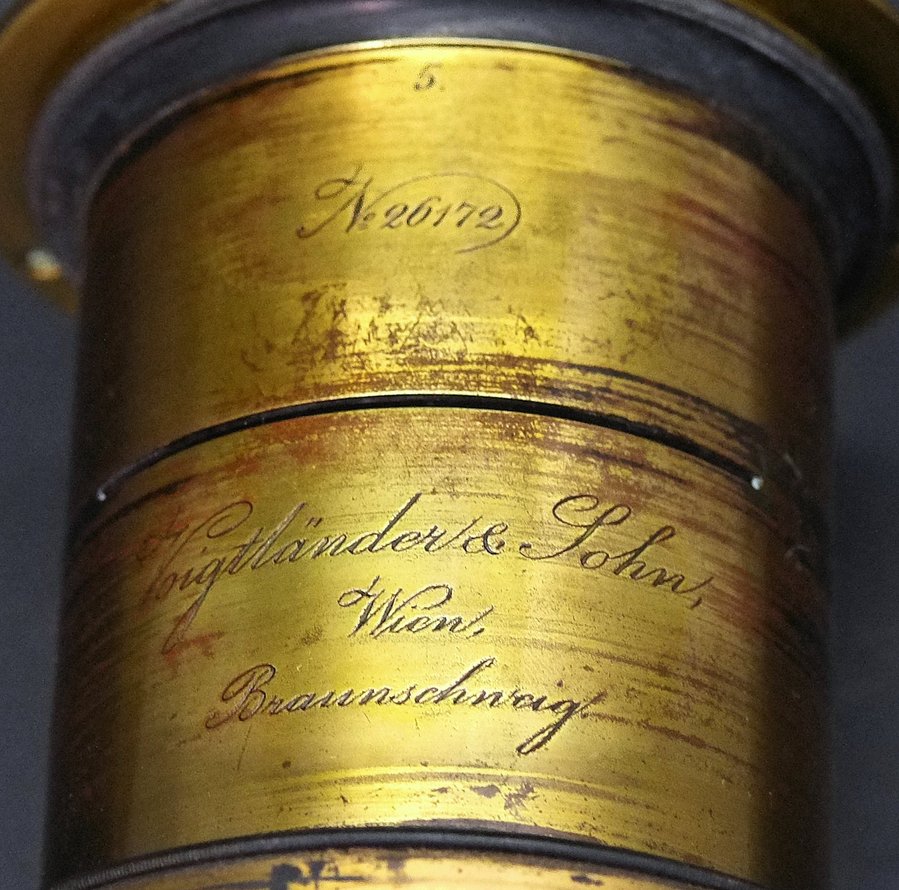 5.
No 26172
Voigtländer & Sohn,
Wien,
Braunschweig